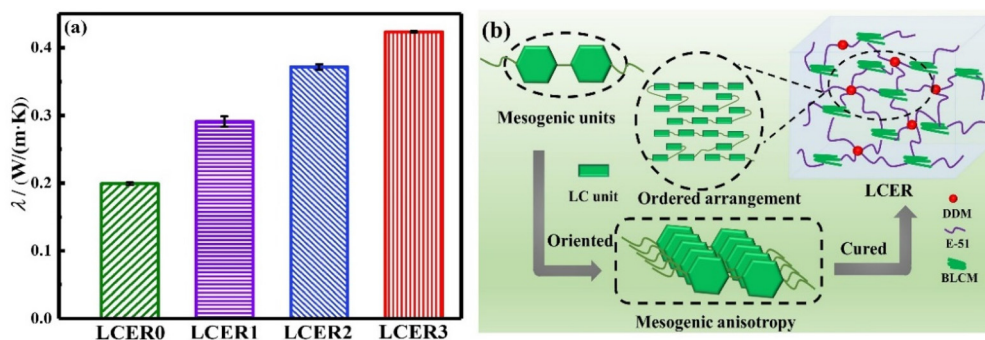 (a)
λ / (W/(m·K))
0.4
0.3
0.2
0.1
0.0
LCER0 LCER1 LCER2 LCER3
(b)
Mesogenic units
LC unit
Ordered arrangement
LCER
DDM
E-51
BLCM
Oriented
Cured
Mesogenic anisotropy